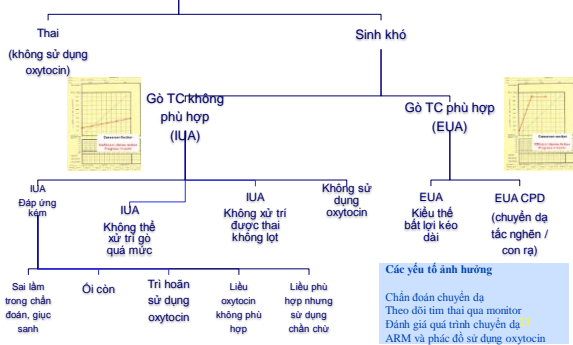 Thai
(không sử dụng
oxytocin)
Sinh khó
Gò TC không
phù hợp
(IUA)
Gò TC phù hợp
(EUA)
IUA
Đáp ứng
kém
IUA
Không thể
xử trí gò
quá mức
IUA
Không xử trí
được thai
không lọt
Không sử
dụng
oxytocin
EUA
Kiểu thế
bất lợi kéo
dài
EUA CPD
(chuyển dạ
tắc nghẽn /
con rạ)
Sai lầm
trong chẩn
đoán, giục
sanh
Ối còn
Trì hoãn
sử dụng
oxytocin
Liều
oxytocin
không phù
hợp
Liều phù
hợp nhưng
sử dụng
chần chừ
Các yếu tố ảnh hưởng
Chẩn đoán chuyển dạ
Theo dõi tim thai qua monitor
Đánh giá quá trình chuyển dạ
ARM và phác đồ sử dụng oxytocin